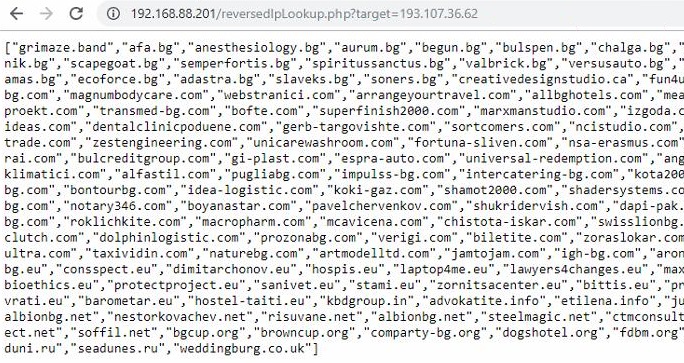 192.168.88.201/reversedIpLookup.php?target=193.107.36.62
["grimaze.band","afa.bg","anesthesiology.bg","aurum.bg","begun.bg","bulspen.bg","chalga.bg","
nik.bg","scapegoat.bg","semperfortis.bg","spiritussanctus.bg","valbrick.bg","versusauto.bg","
amas.bg","ecoforce.bg","adastra.bg","slaveks.bg","soners.bg","creativedesignstudio.ca","fun4u
bg.com","magnumbodycare.com","webstranici.com","arrangeyourtravel.com","allbghotels.com","mea
proekt.com","transmed-bg.com","bofte.com","superfinish2000.com","marxmanstudio.com","izgoda.c
ideas.com","dentalclinicpoduene.com","gerb-targovishte.com","sortcomers.com","ncistudio.com",
trade.com","zestengineering.com","unicarewashroom.com","fortuna-sliven.com","nsa-erasmus.com"
rai.com","bulcreditgroup.com","gi-plast.com","espra-auto.com","universal-redemption.com","ang
klimatici.com","alfastil.com","pugliabg.com","impulss-bg.com","intercatering-bg.com","kota200
bg.com","bontourbg.com","idea-logistic.com","koki-gaz.com","shamot2000.com","shadersystems.co
bg.com","notary346.com","boyanastar.com","pavelchervenkov.com","shukridervish.com","dapi-pak.
bg.com","roklichkite.com","macropharm.com","mcavicena.com","chistota-iskar.com","swisslionbg.
clutch.com","dolphinlogistic.com","prozonabg.com","verigi.com","biletite.com","zoraslokar.com
ultra.com","taxividin.com","naturebg.com","artmodelltd.com","jamtojam.com","igh-bg.com","aron
bg.eu","consspect.eu","dimitarchonov.eu","hospis.eu","laptop4me.eu","lawyers4changes.eu","max
bioethics.eu","protectproject.eu","sanivet.eu","stami.eu","zornitsacenter.eu","bittis.eu","pr
vrati.eu","barometar.eu","hostel-taiti.eu","kbdgroup.in","advokatite.info","etilena.info","ju
albionbg.net","nestorkovachev.net","risuvane.net","albionbg.net","steelmagic.net","ctmconsult
ect.net","soffil.net","bgcup.org","browncup.org","comparty-bg.org","dogshotel.org","fdbm.org"
duni.ru","seadunes.ru","weddingburg.co.uk"]